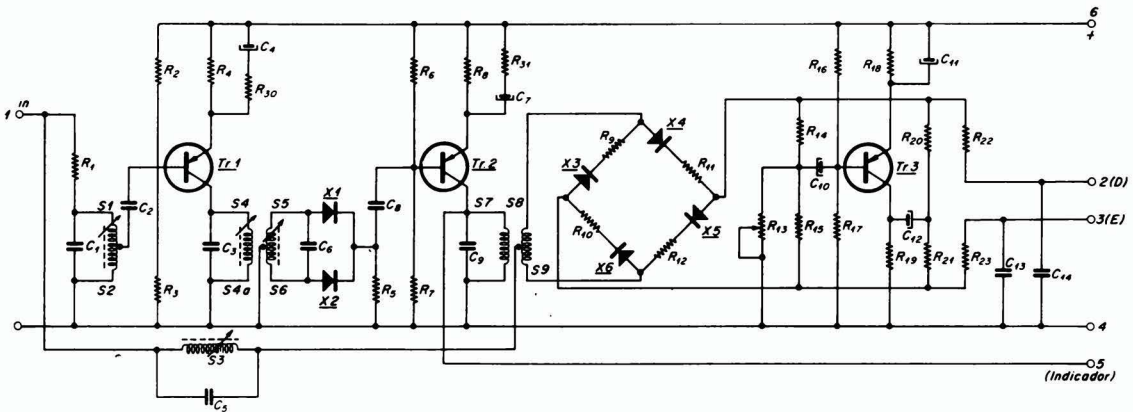 6
+
C4
C11
R2
R4
R30
R6
R8
R31
C7
R16
R18
1 in
R1
C2
Tr1
X1
C8
Tr2
S7
S8
X3
R9
X4
R11
R14
C10
Tr3
R20
R22
2 (D)
S1
S4
S5
C1
C3
C6
C9
R10
X5
R13
R15
R17
C12
3 (E)
S2
S4a
S6
X2
R3
R5
R7
S9
X6
R12
R19
R21
R23
C13
C14
4
S3
C5
5
(Indicador)